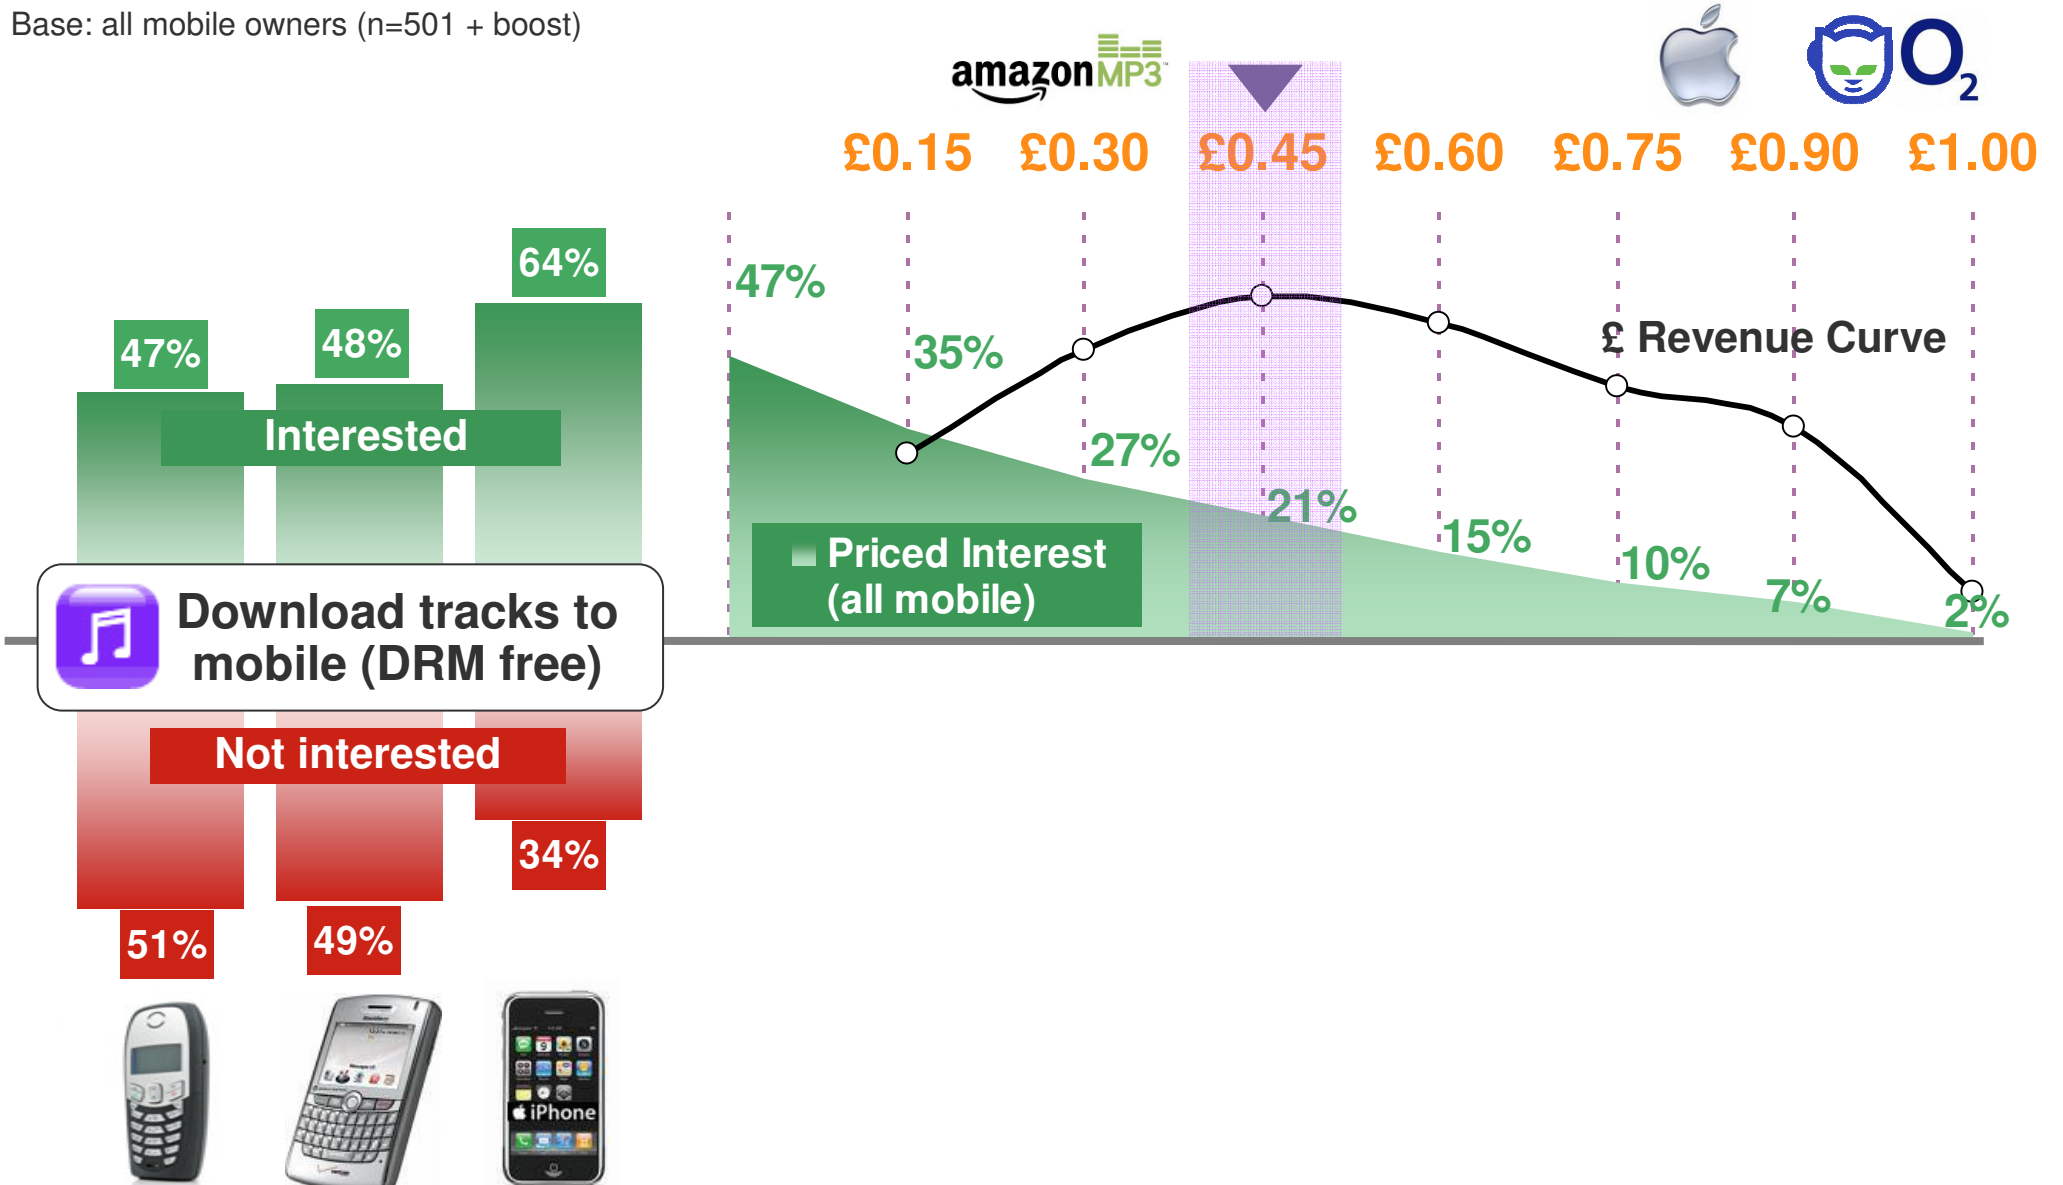 Base: all mobile owners (n=501 + boost)
amazonMP3
O2
£0.15 £0.30 £0.45 £0.60 £0.75 £0.90 £1.00
64%
47%
47%
48%
35%
£ Revenue Curve
Interested
27%
21%
15%
10%
7%
2%
Priced Interest
(all mobile)
Download tracks to
mobile (DRM free)
Not interested
34%
51%
49%
iPhone